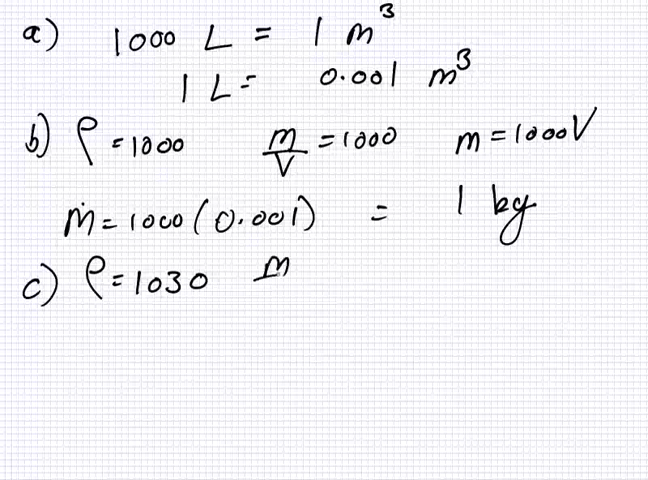 a) 1000 L = 1 m³
1 L = 0.001 m³
b) ρ = 1000 m/V = 1000 m = 1000V
m = 1000 (0.001) = 1 kg
c) ρ = 1030 m